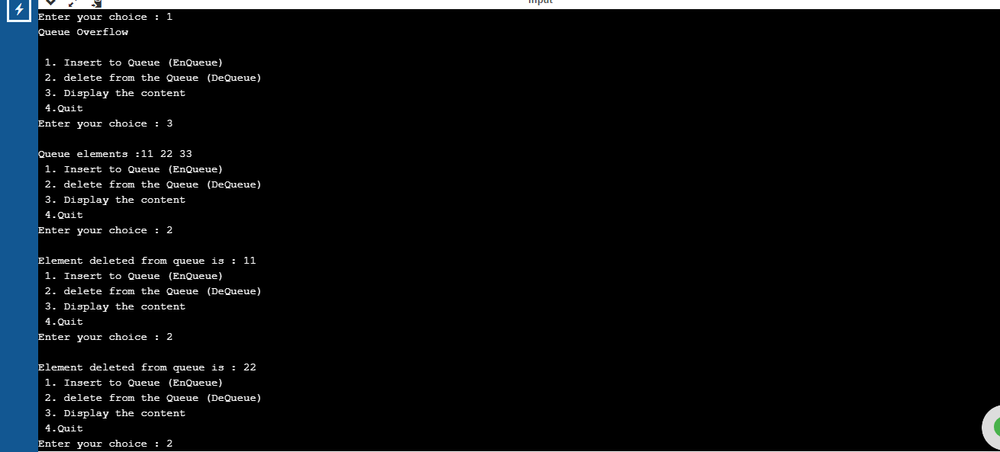 input
Enter your choice : 1
Queue Overflow
1. Insert to Queue (EnQueue)
2. delete from the Queue (DeQueue)
3. Display the content
4.Quit
Enter your choice : 3
Queue elements :11 22 33
1. Insert to Queue (EnQueue)
2. delete from the Queue (DeQueue)
3. Display the content
4.Quit
Enter your choice : 2
Element deleted from queue is : 11
1. Insert to Queue (EnQueue)
2. delete from the Queue (DeQueue)
3. Display the content
4.Quit
Enter your choice : 2
Element deleted from queue is : 22
1. Insert to Queue (EnQueue)
2. delete from the Queue (DeQueue)
3. Display the content
4.Quit
Enter your choice : 2